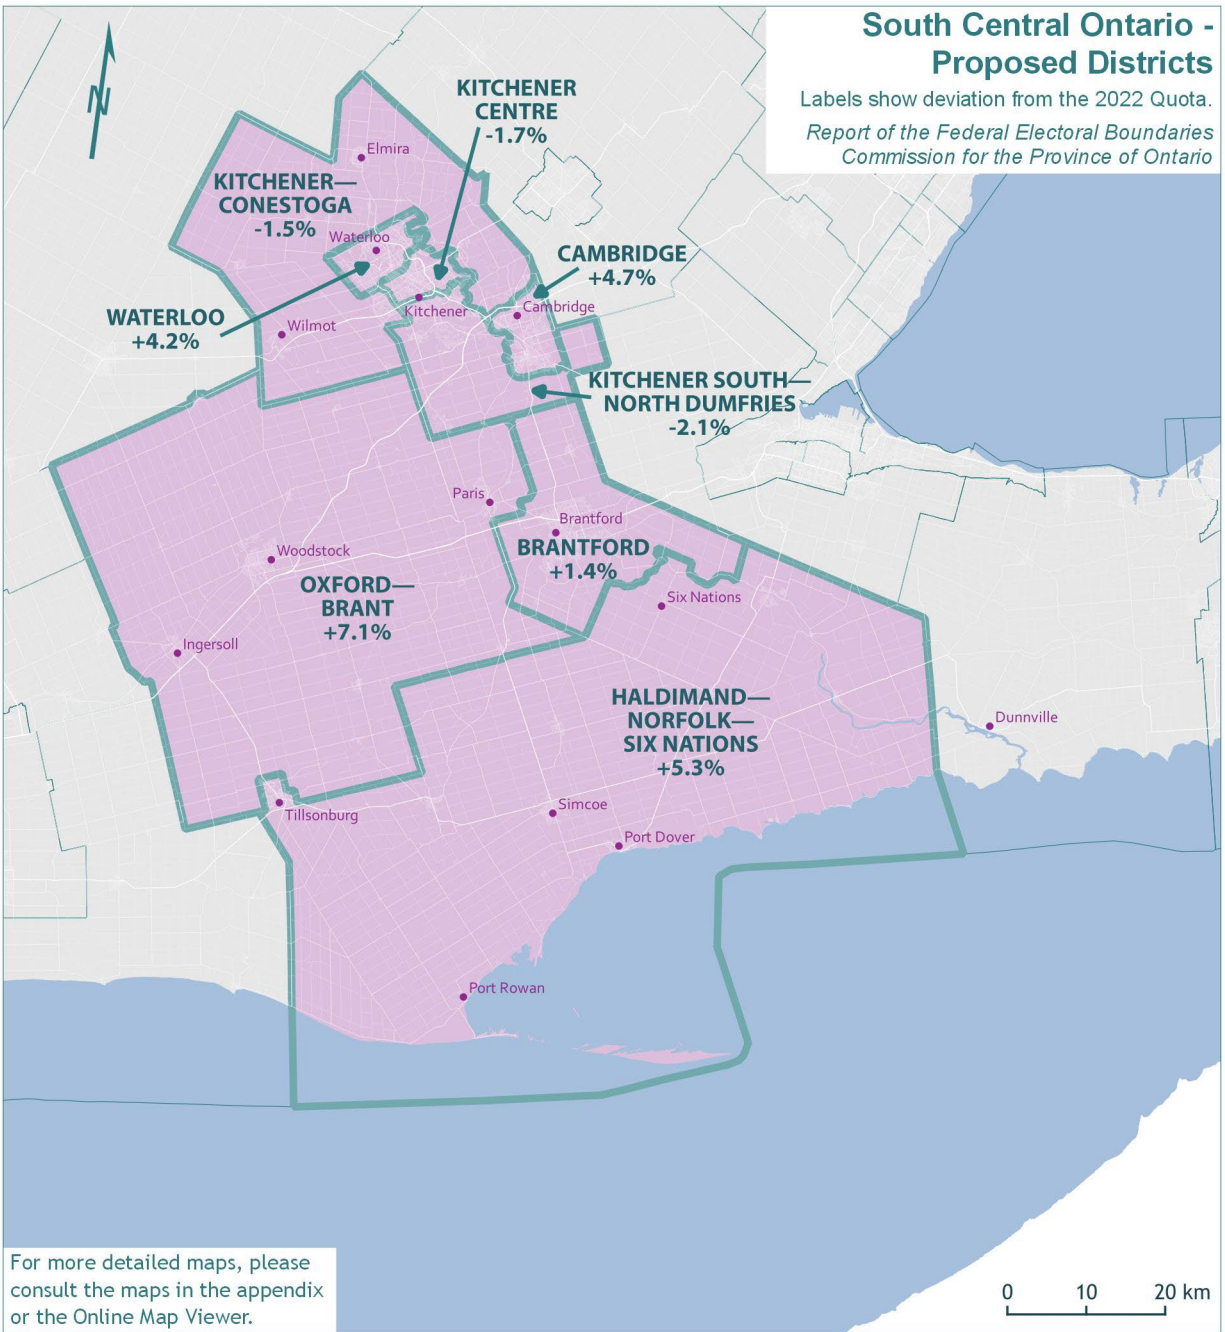 South Central Ontario -
Proposed Districts
Labels show deviation from the 2022 Quota.
Report of the Federal Electoral Boundaries
Commission for the Province of Ontario
N
KITCHENER
CENTRE
-1.7%
Elmira
KITCHENER—
CONESTOGA
-1.5%
Waterloo
CAMBRIDGE
+4.7%
WATERLOO
+4.2%
Kitchener
Cambridge
Wilmot
KITCHENER SOUTH—
NORTH DUMFRIES
-2.1%
Paris
Brantford
BRANTFORD
+1.4%
Woodstock
OXFORD—
BRANT
+7.1%
Six Nations
Ingersoll
HALDIMAND—
NORFOLK—
SIX NATIONS
+5.3%
Dunnville
Tillsonburg
Simcoe
Port Dover
Port Rowan
For more detailed maps, please
consult the maps in the appendix
or the Online Map Viewer.
0 10 20 km